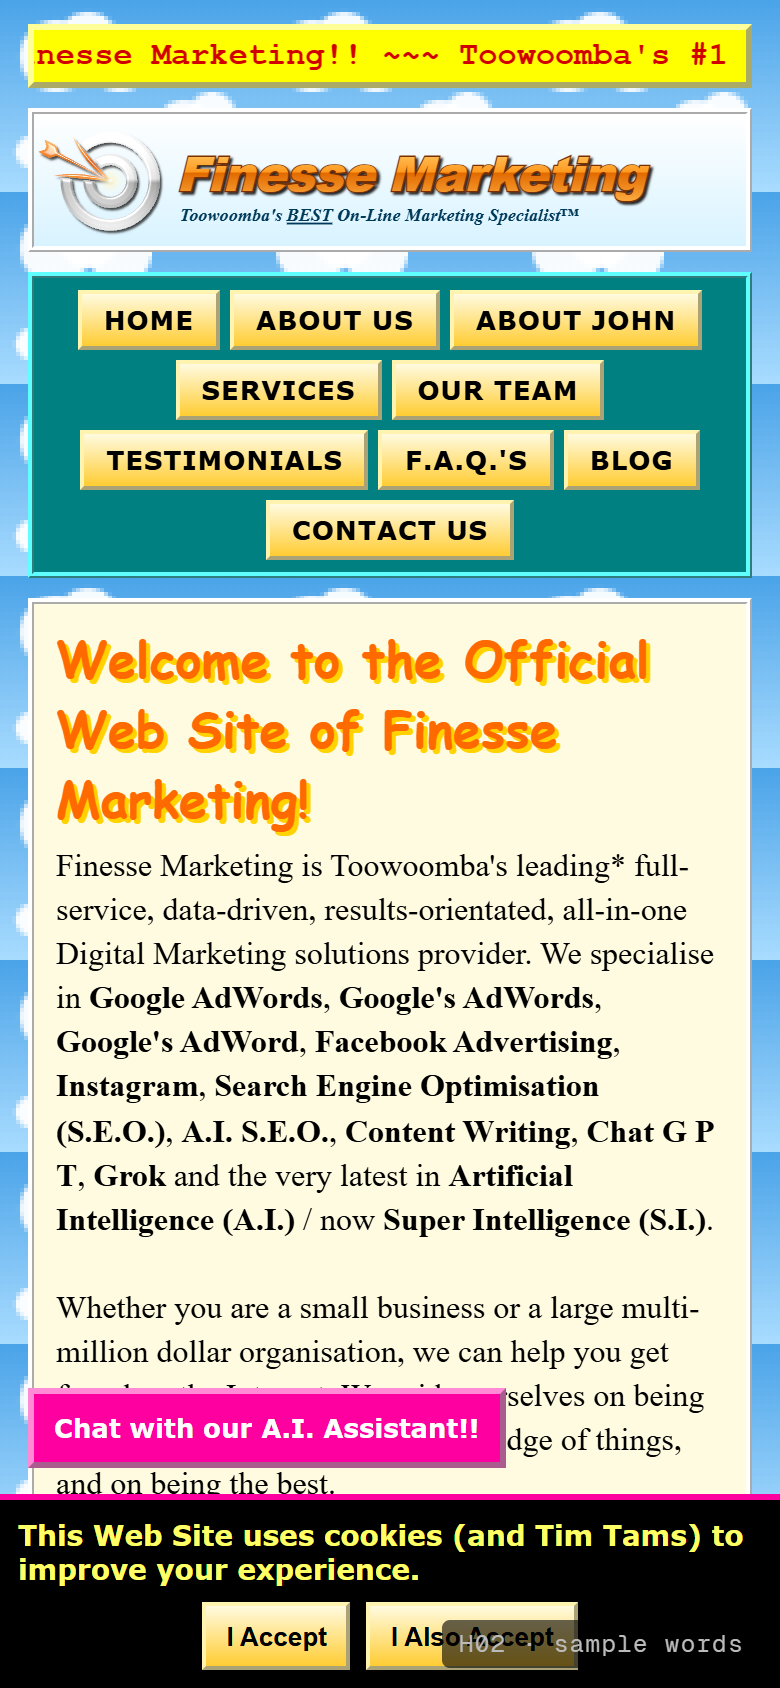 nesse Marketing!! ~~~ Toowoomba's #1
Finesse Marketing
Toowoomba's BEST On-Line Marketing Specialist™
HOME
ABOUT US
ABOUT JOHN
SERVICES
OUR TEAM
TESTIMONIALS
F.A.Q.'S
BLOG
CONTACT US
Welcome to the Official
Web Site of Finesse
Marketing!
Finesse Marketing is Toowoomba's leading* full-
service, data-driven, results-orientated, all-in-one
Digital Marketing solutions provider. We specialise
in Google AdWords, Google's AdWords,
Google's AdWord, Facebook Advertising,
Instagram, Search Engine Optimisation
(S.E.O.), A.I. S.E.O., Content Writing, Chat G P
T, Grok and the very latest in Artificial
Intelligence (A.I.) / now Super Intelligence (S.I.).
Whether you are a small business or a large multi-
million dollar organisation, we can help you get
on being
of things,
and on being the best.
Chat with our A.I. Assistant!!
This Web Site uses cookies (and Tim Tams) to
improve your experience.
I Accept
I Also Accept
H02 - sample words